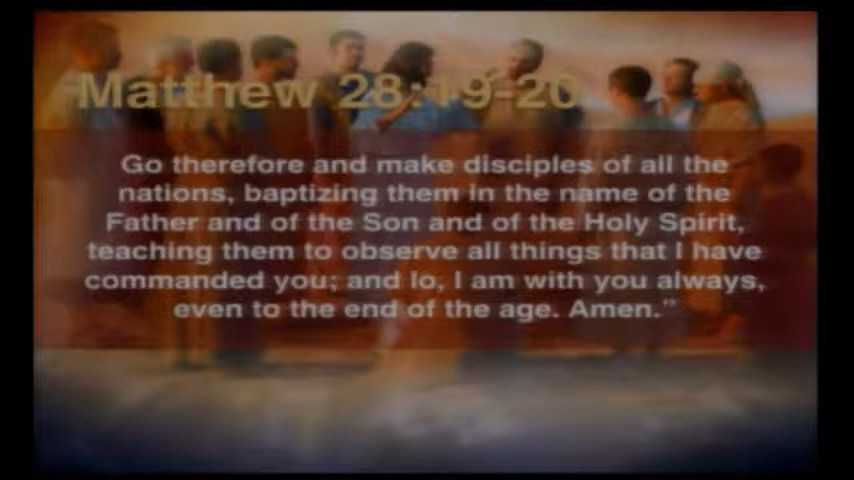 Matthew 28:19-20
Go therefore and make disciples of all the
nations, baptizing them in the name of the
Father and of the Son and of the Holy Spirit,
teaching them to observe all things that I have
commanded you; and lo, I am with you always,
even to the end of the age. Amen.”